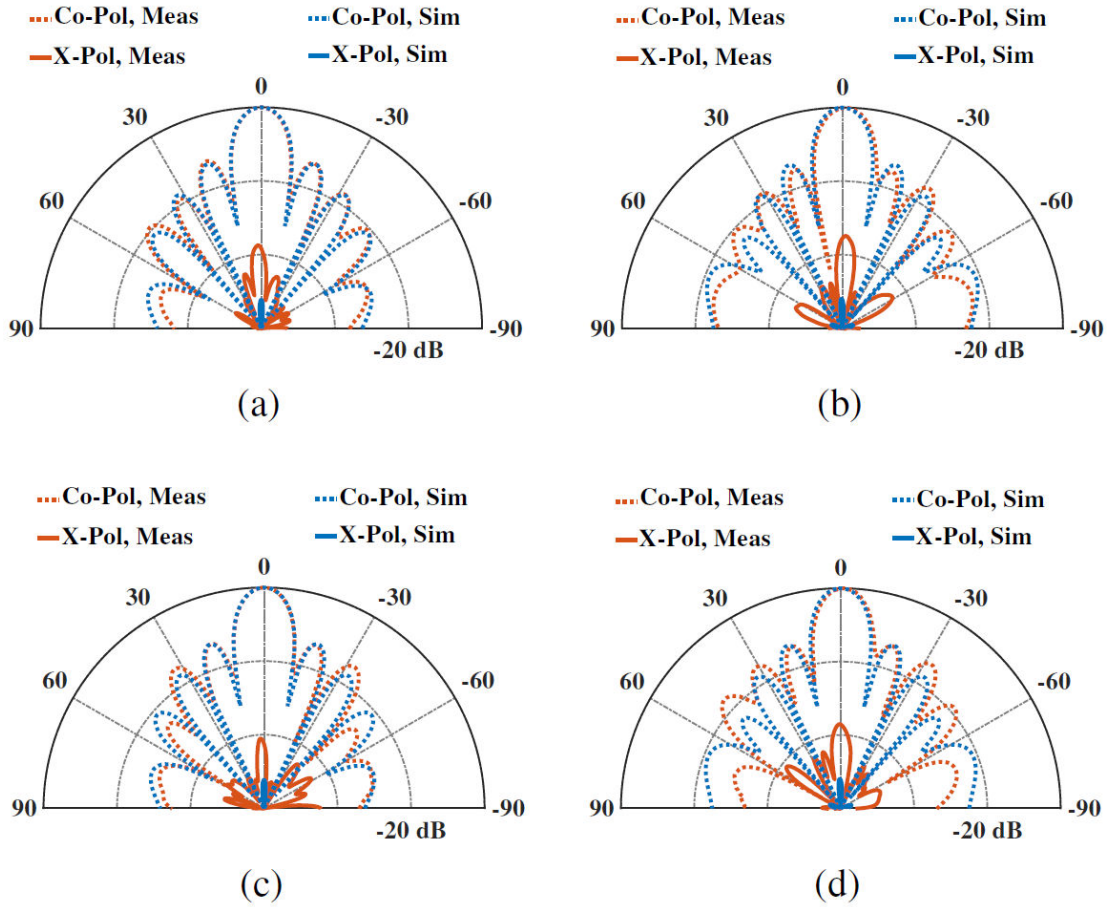 Co-Pol, Meas Co-Pol, Sim
X-Pol, Meas X-Pol, Sim
0
30 -30
60 -60
90 -90
-20 dB
(a)
Co-Pol, Meas Co-Pol, Sim
X-Pol, Meas X-Pol, Sim
0
30 -30
60 -60
90 -90
-20 dB
(b)
Co-Pol, Meas Co-Pol, Sim
X-Pol, Meas X-Pol, Sim
0
30 -30
60 -60
90 -90
-20 dB
(c)
Co-Pol, Meas Co-Pol, Sim
X-Pol, Meas X-Pol, Sim
0
30 -30
60 -60
90 -90
-20 dB
(d)